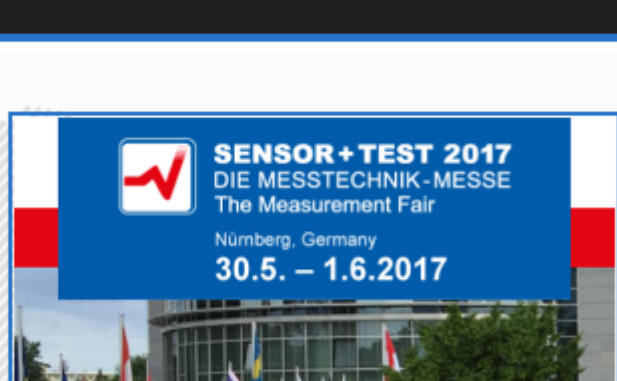 SENSOR+TEST 2017
DIE MESSTECHNIK-MESSE
The Measurement Fair
Nürnberg, Germany
30.5. – 1.6.2017